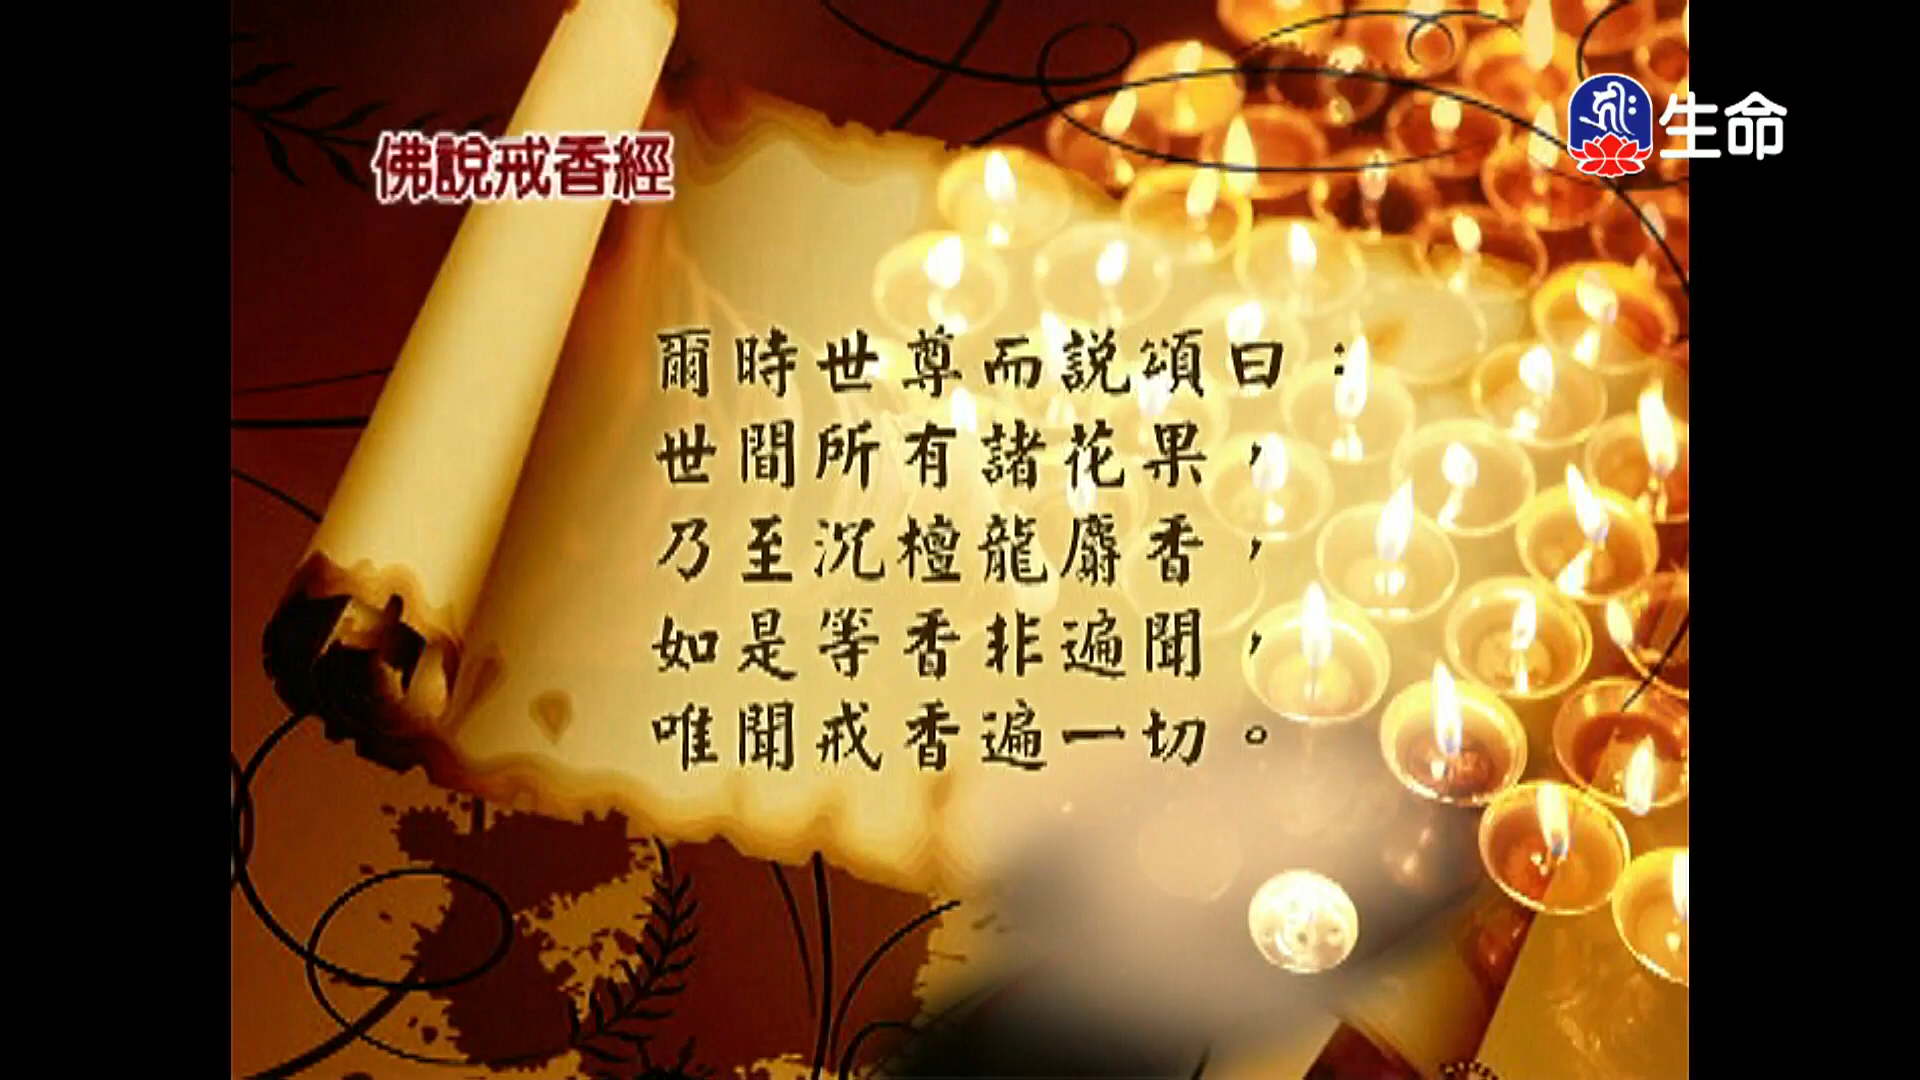 佛說戒香經
生命
爾時世尊而說頌曰：
世間所有諸花果，
乃至沉檀龍麝香，
如是等香非遍聞，
唯聞戒香遍一切。